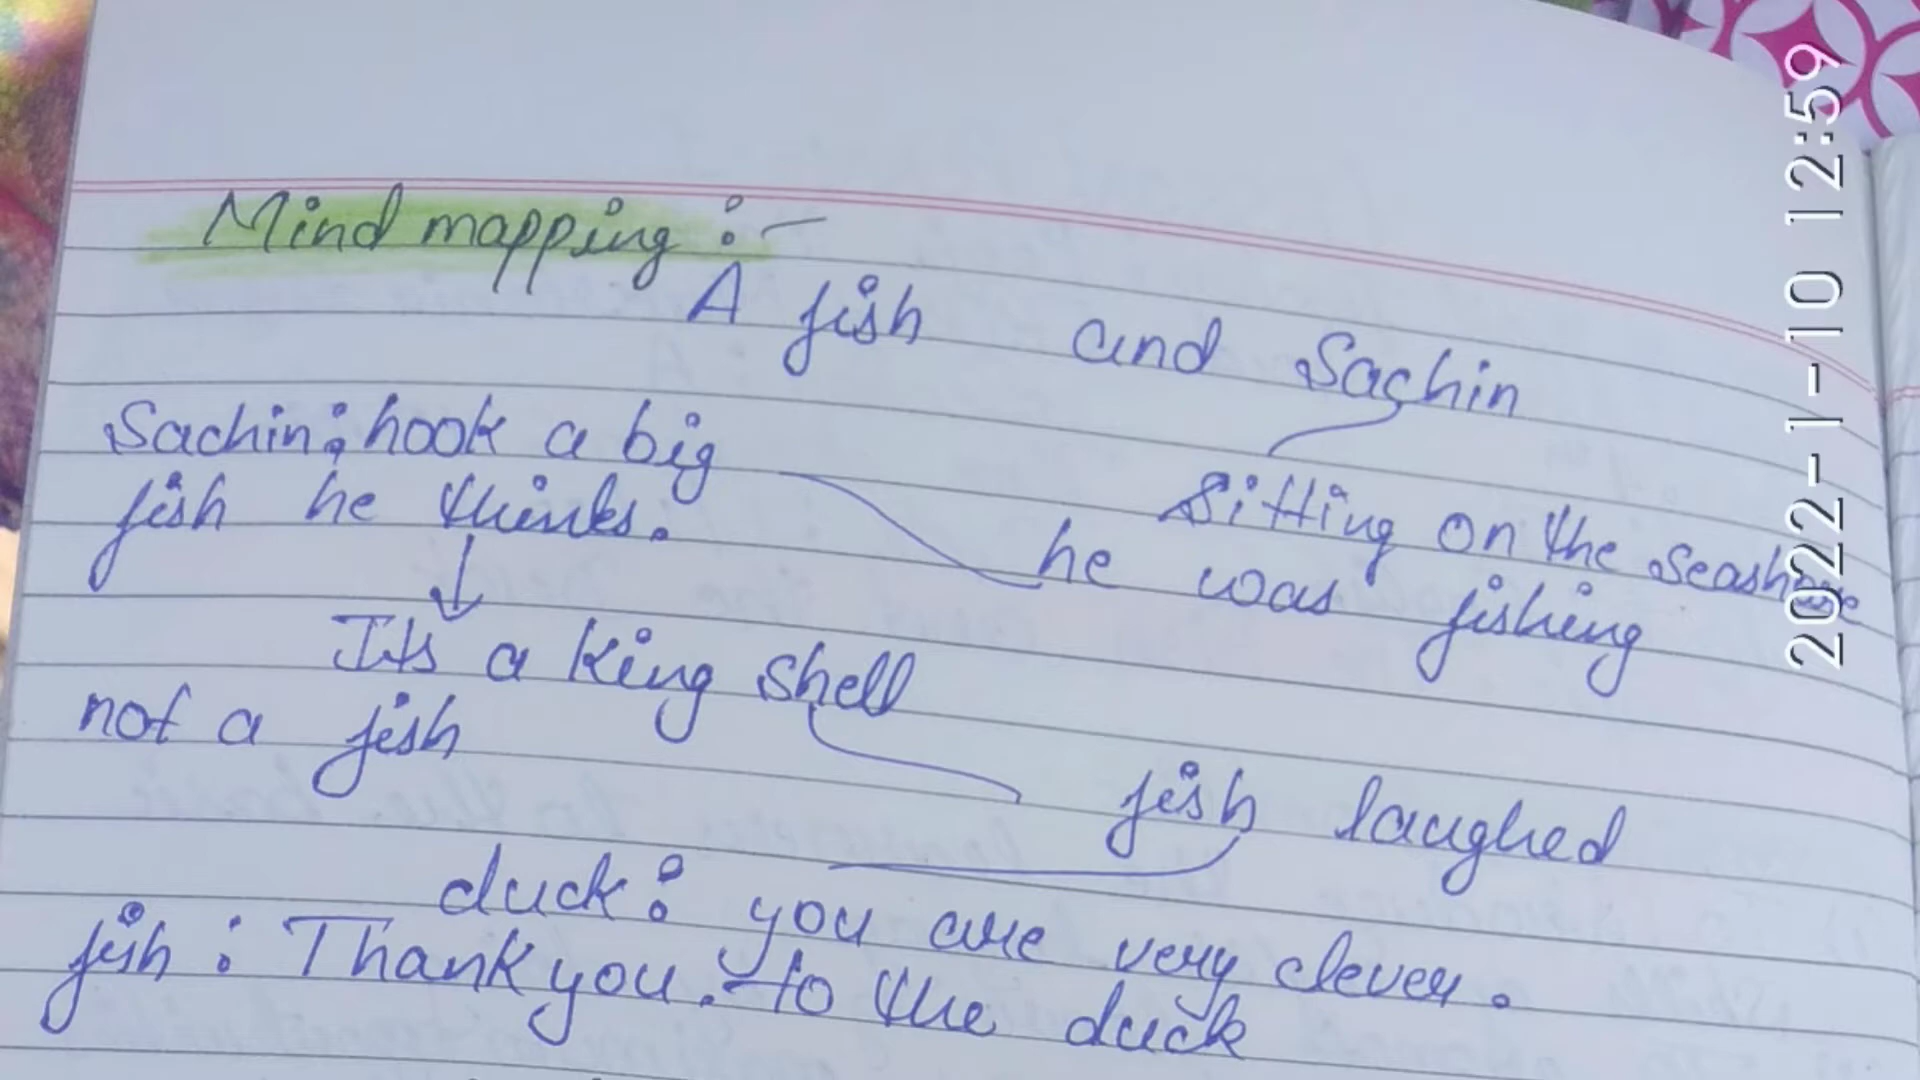 Mind mapping :-
A fish and Sachin
Sachin : hook a big
fish he thinks.
Sitting on the seashore
he was fishing
Its a king shell
not a fish
fish laughed
duck : you are very clever.
fish : Thank you. to the duck
2022-1-10 12:59